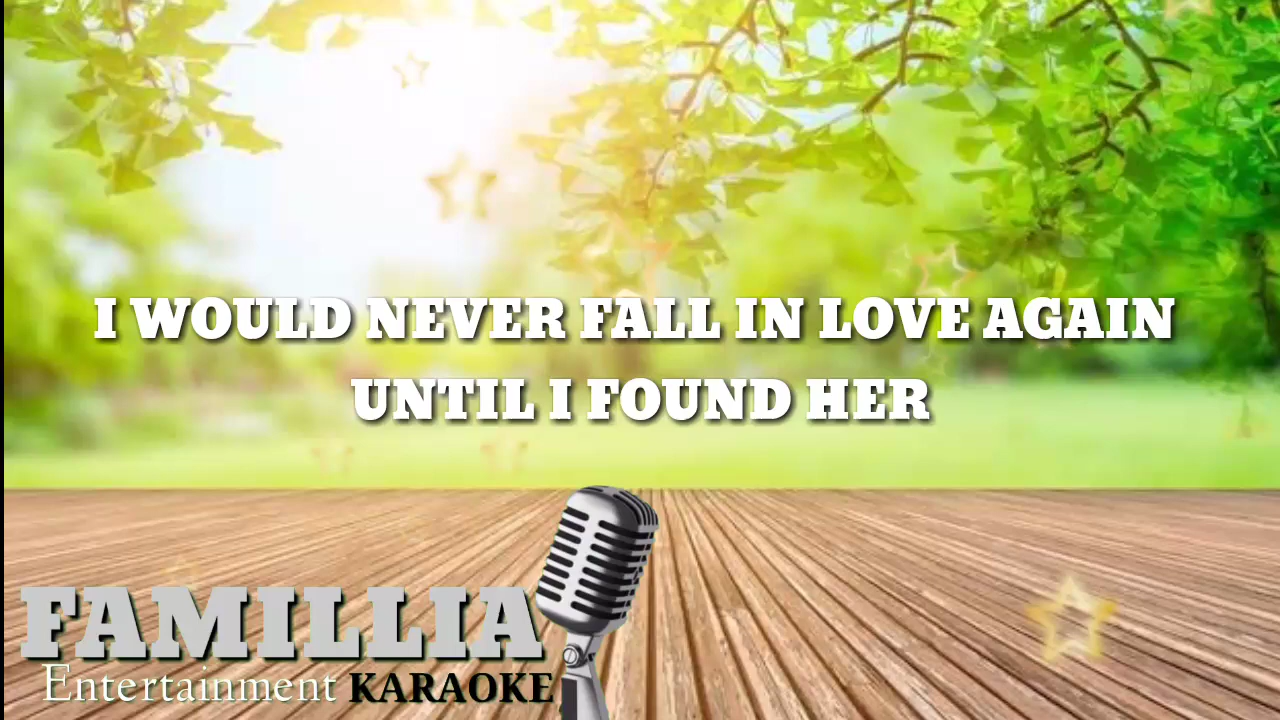 I WOULD NEVER FALL IN LOVE AGAIN
UNTIL I FOUND HER
FAMILLIA
Entertainment KARAOKE